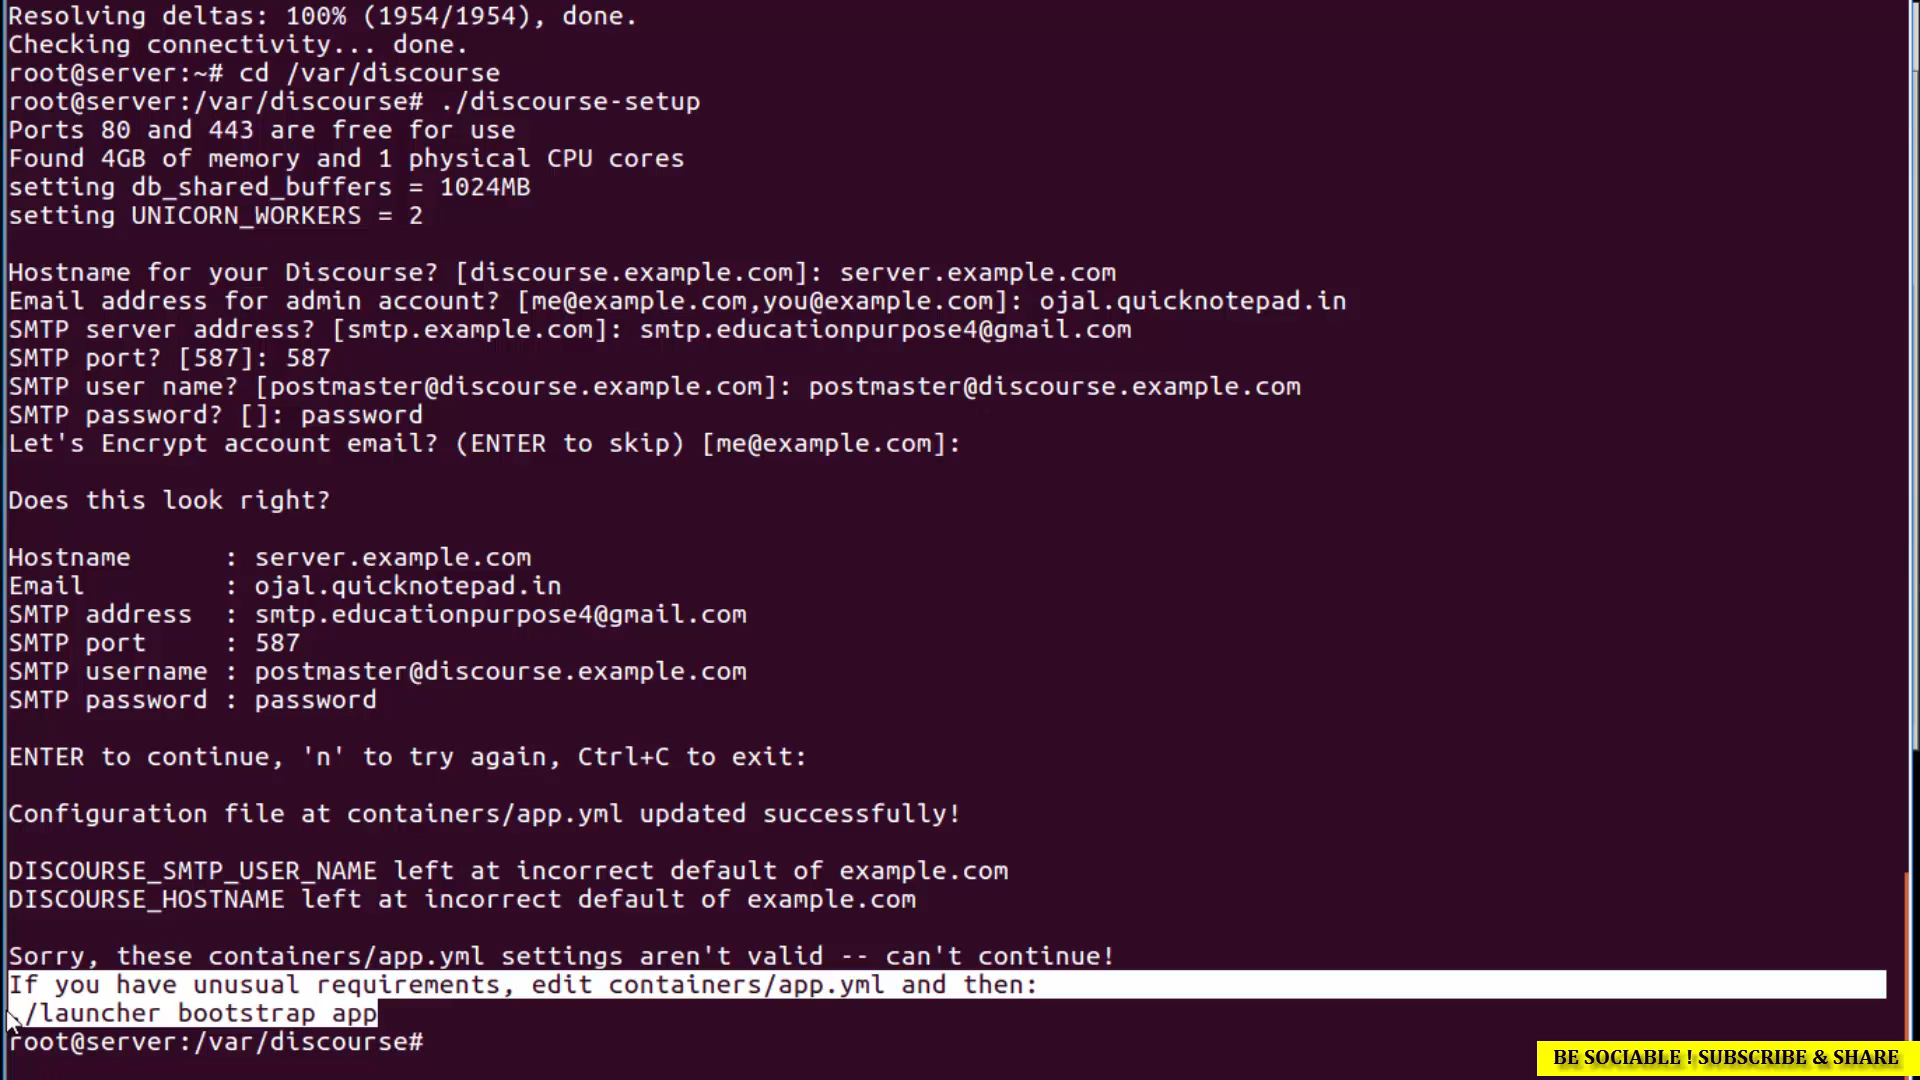 Resolving deltas: 100% (1954/1954), done.
Checking connectivity... done.
root@server:~# cd /var/discourse
root@server:/var/discourse# ./discourse-setup
Ports 80 and 443 are free for use
Found 4GB of memory and 1 physical CPU cores
setting db_shared_buffers = 1024MB
setting UNICORN_WORKERS = 2
Hostname for your Discourse? [discourse.example.com]: server.example.com
Email address for admin account? [me@example.com,you@example.com]: ojal.quicknotepad.in
SMTP server address? [smtp.example.com]: smtp.educationpurpose4@gmail.com
SMTP port? [587]: 587
SMTP user name? [postmaster@discourse.example.com]: postmaster@discourse.example.com
SMTP password? []: password
Let's Encrypt account email? (ENTER to skip) [me@example.com]:
Does this look right?
Hostname : server.example.com
Email : ojal.quicknotepad.in
SMTP address : smtp.educationpurpose4@gmail.com
SMTP port : 587
SMTP username : postmaster@discourse.example.com
SMTP password : password
ENTER to continue, 'n' to try again, Ctrl+C to exit:
Configuration file at containers/app.yml updated successfully!
DISCOURSE_SMTP_USER_NAME left at incorrect default of example.com
DISCOURSE_HOSTNAME left at incorrect default of example.com
Sorry, these containers/app.yml settings aren't valid -- can't continue!
If you have unusual requirements, edit containers/app.yml and then:
./launcher bootstrap app
root@server:/var/discourse#
BE SOCIABLE ! SUBSCRIBE & SHARE